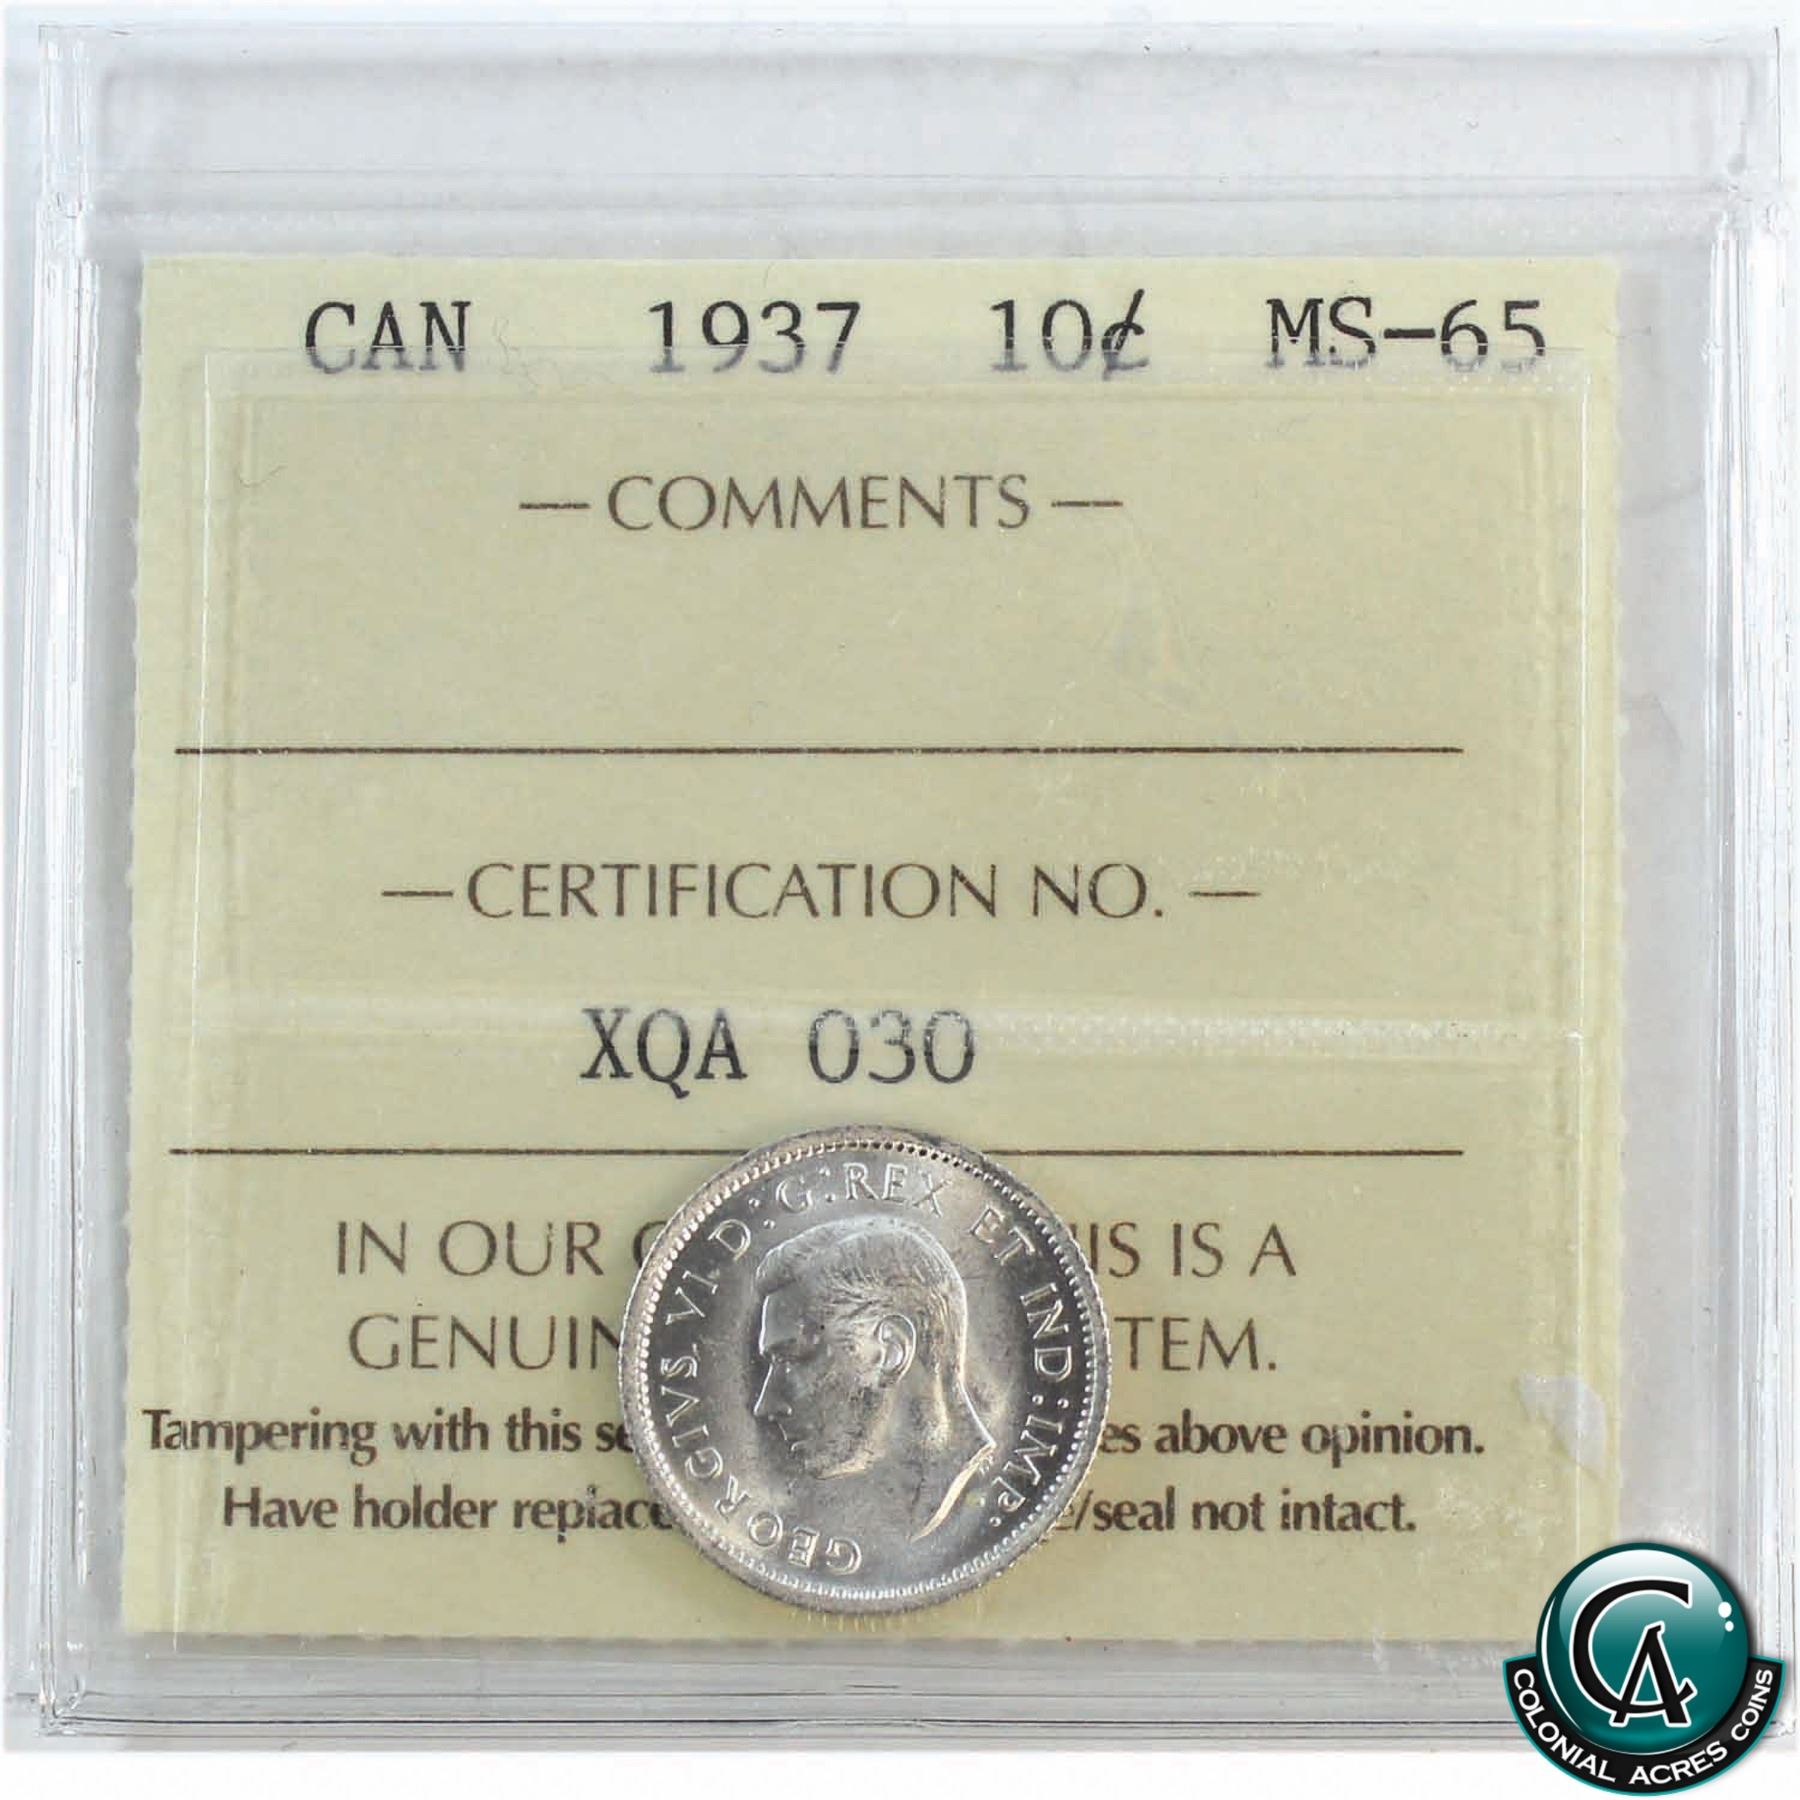 CAN 1937 10¢ MS-65
— COMMENTS —
— CERTIFICATION NO. —
XQA 030
IN OUR IS IS A
GENUIN TEM.
Tampering with this se es above opinion.
Have holder replace e/seal not intact.
GEORGIVS VI D:G:REX ET IND:IMP:
CA
COLONIAL ACRES COINS